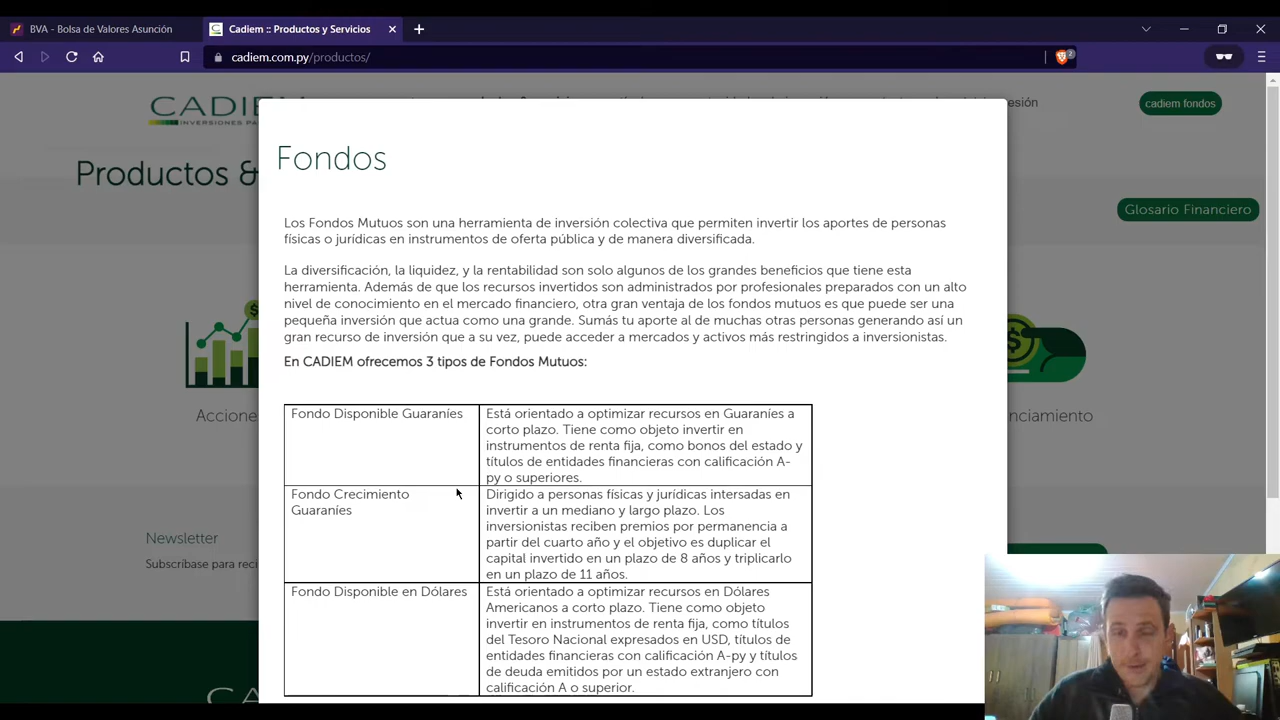 BVA - Bolsa de Valores Asunción
Cadiem :: Productos y Servicios
cadiem.com.py/productos/
2
CADIEM
INVERSIONES PA
esión
cadiem fondos
Productos &
Glosario Financiero
Fondos
Los Fondos Mutuos son una herramienta de inversión colectiva que permiten invertir los aportes de personas
físicas o jurídicas en instrumentos de oferta pública y de manera diversificada.
La diversificación, la liquidez, y la rentabilidad son solo algunos de los grandes beneficios que tiene esta
herramienta. Además de que los recursos invertidos son administrados por profesionales preparados con un alto
nivel de conocimiento en el mercado financiero, otra gran ventaja de los fondos mutuos es que puede ser una
pequeña inversión que actua como una grande. Sumás tu aporte al de muchas otras personas generando así un
gran recurso de inversión que a su vez, puede acceder a mercados y activos más restringidos a inversionistas.
En CADIEM ofrecemos 3 tipos de Fondos Mutuos:
Fondo Disponible Guaraníes
Está orientado a optimizar recursos en Guaraníes a
corto plazo. Tiene como objeto invertir en
instrumentos de renta fija, como bonos del estado y
títulos de entidades financieras con calificación A-
py o superiores.
Fondo Crecimiento
Guaraníes
Dirigido a personas físicas y jurídicas intersadas en
invertir a un mediano y largo plazo. Los
inversionistas reciben premios por permanencia a
partir del cuarto año y el objetivo es duplicar el
capital invertido en un plazo de 8 años y triplicarlo
en un plazo de 11 años.
Fondo Disponible en Dólares
Está orientado a optimizar recursos en Dólares
Americanos a corto plazo. Tiene como objeto
invertir en instrumentos de renta fija, como títulos
del Tesoro Nacional expresados en USD, títulos de
entidades financieras con calificación A-py y títulos
de deuda emitidos por un estado extranjero con
calificación A o superior.
Accione
nciamiento
Newsletter
Subscríbase para reci
CA